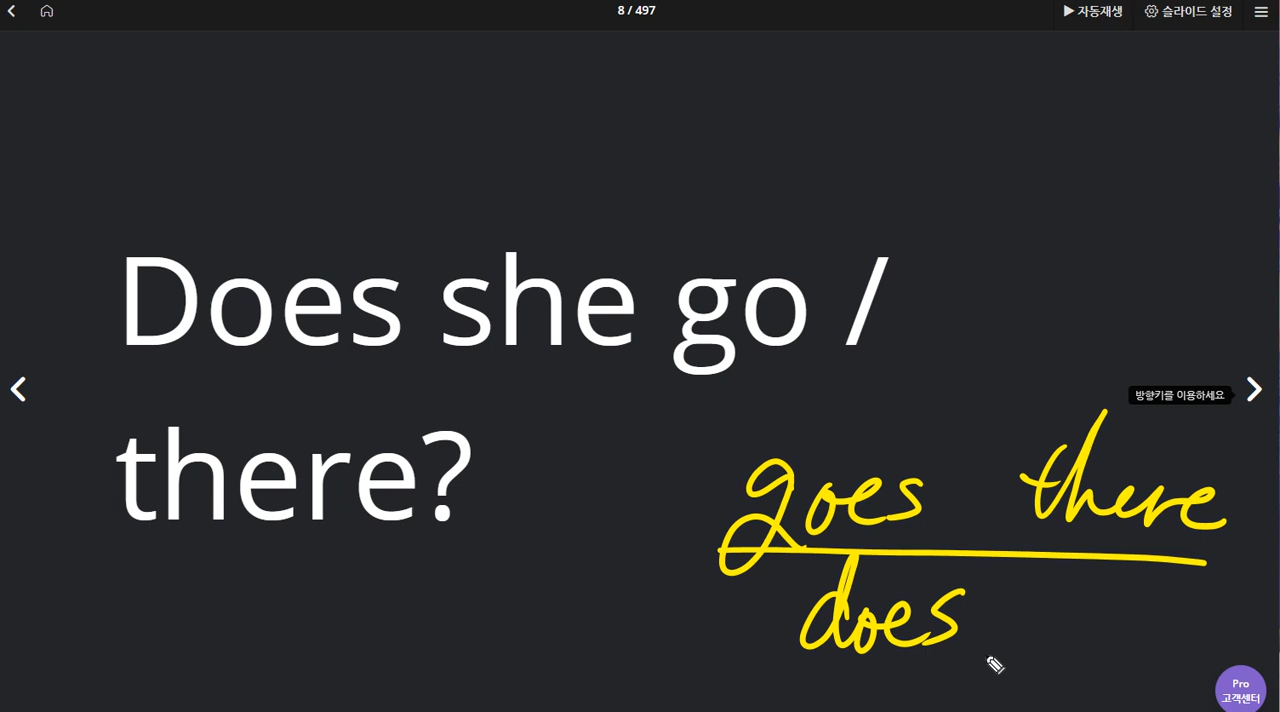 8 / 497
▶ 자동재생
슬라이드 설정
Does she go /
there?
방향키를 이용하세요
goes there
does
Pro
고객센터